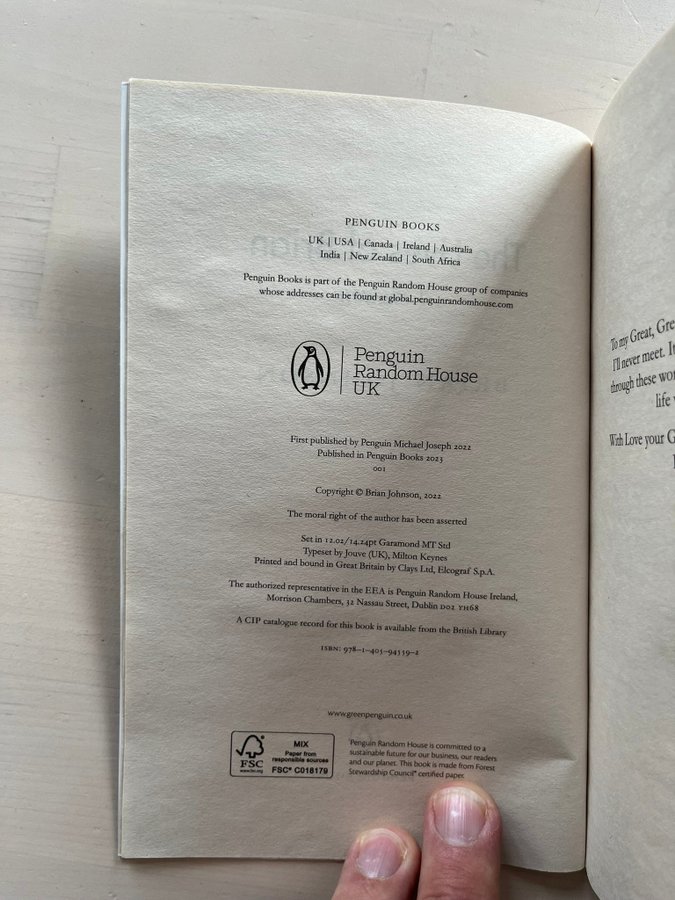 PENGUIN BOOKS
UK | USA | Canada | Ireland | Australia
India | New Zealand | South Africa
Penguin Books is part of the Penguin Random House group of companies
whose addresses can be found at global.penguinrandomhouse.com
Penguin
Random House
UK
First published by Penguin Michael Joseph 2022
Published in Penguin Books 2023
001
Copyright © Brian Johnson, 2022
The moral right of the author has been asserted
Set in 12.02/14.24pt Garamond MT Std
Typeset by Jouve (UK), Milton Keynes
Printed and bound in Great Britain by Clays Ltd, Elcograf S.p.A.
The authorized representative in the EEA is Penguin Random House Ireland,
Morrison Chambers, 32 Nassau Street, Dublin D02 YH68
A CIP catalogue record for this book is available from the British Library
ISBN: 978-1-405-94559-2
www.greenpenguin.co.uk
FSC
www.fsc.org
MIX
Paper from
responsible sources
FSC® C018179
Penguin Random House is committed to a
sustainable future for our business, our readers
and our planet. This book is made from Forest
Stewardship Council® certified paper.
To my Great, Gre
I'll never meet. It
through these wor
life
With Love your G